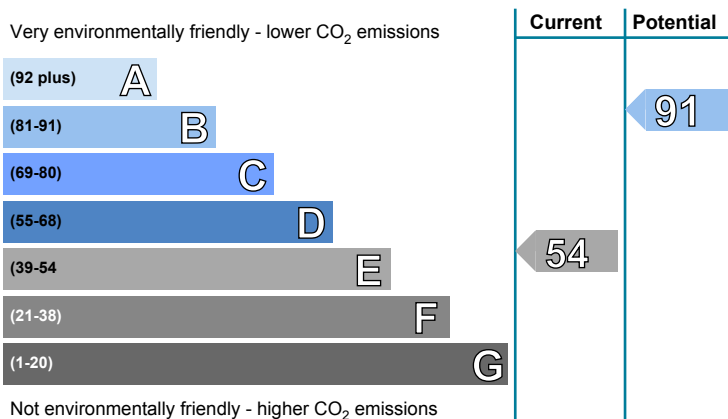 Current Potential
Very environmentally friendly - lower CO2 emissions
(92 plus) A
(81-91) B
91
(69-80) C
(55-68) D
54
(39-54 E
(21-38) F
(1-20) G
Not environmentally friendly - higher CO2 emissions